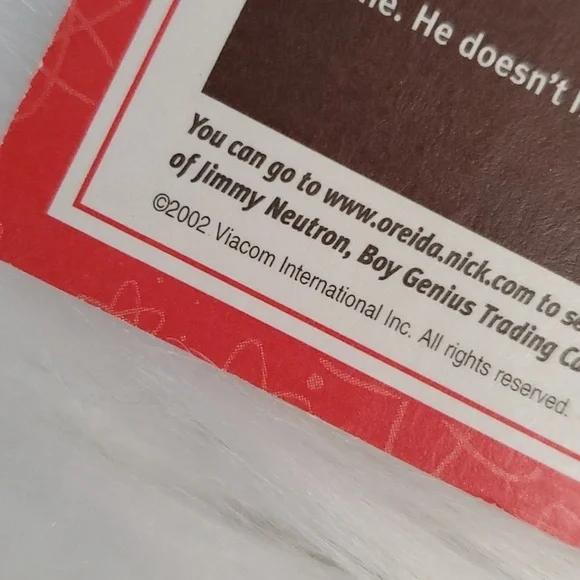 He doesn't
You can go to www.oreida.nick.com to
of Jimmy Neutron, Boy Genius Trading
©2002 Viacom International Inc. All rights reserved.